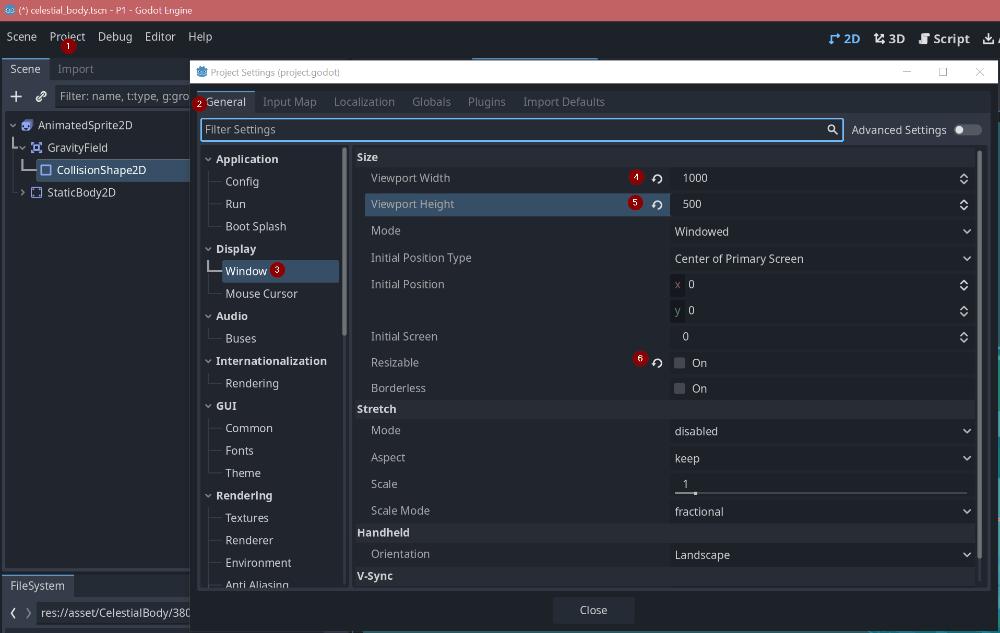 (*) celestial_body.tscn - P1 - Godot Engine
Scene Project Debug Editor Help
1
2D 3D Script
Scene Import
Filter: name, t:type, g:gro
AnimatedSprite2D
GravityField
CollisionShape2D
StaticBody2D
FileSystem
res://asset/CelestialBody/380
Project Settings (project.godot)
2
General Input Map Localization Globals Plugins Import Defaults
Filter Settings
Advanced Settings
Application
Config
Run
Boot Splash
Display
Window 3
Mouse Cursor
Audio
Buses
Internationalization
Rendering
GUI
Common
Fonts
Theme
Rendering
Textures
Renderer
Environment
Anti Aliasing
Size
Viewport Width 4 1000
Viewport Height 5 500
Mode Windowed
Initial Position Type Center of Primary Screen
Initial Position x 0
y 0
Initial Screen 0
Resizable 6 On
Borderless On
Stretch
Mode disabled
Aspect keep
Scale 1
Scale Mode fractional
Handheld
Orientation Landscape
V-Sync
Close